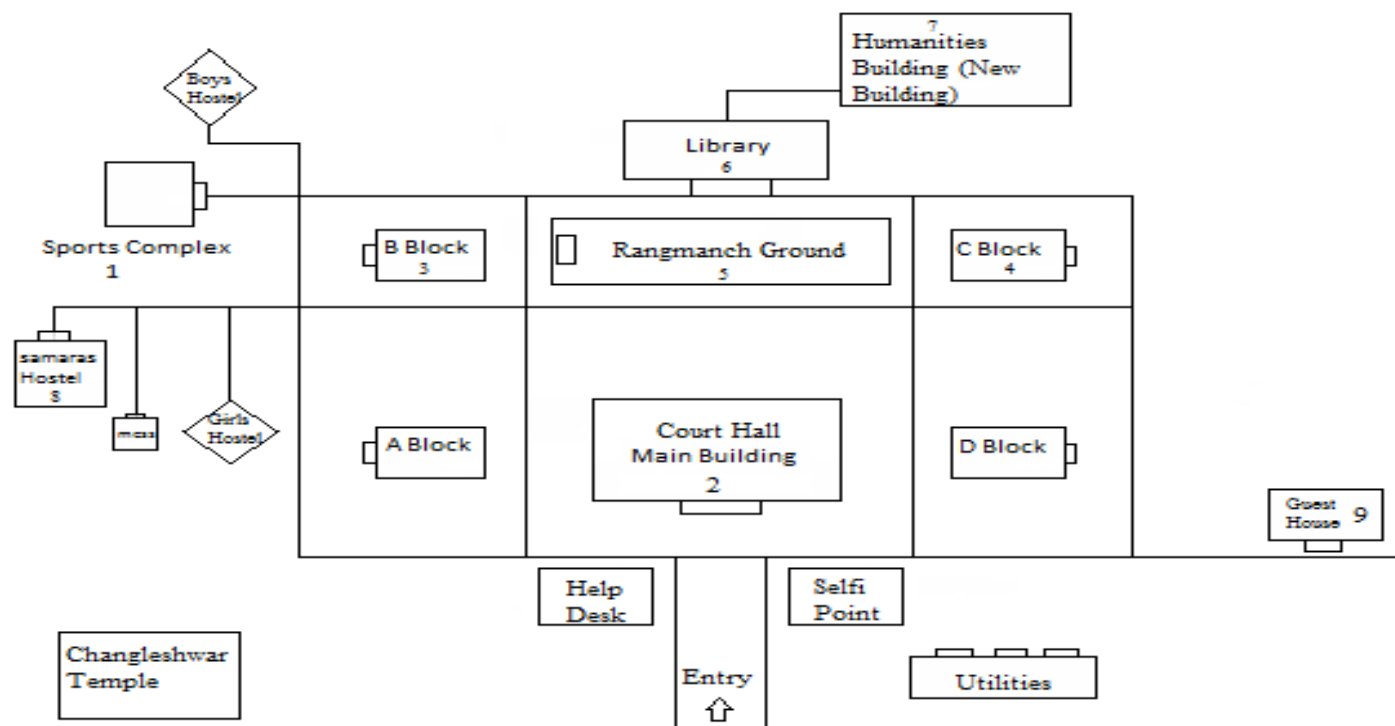 7
Humanities
Building (New
Building)
Boys
Hostel
Library
6
Sports Complex
1
B Block
3
Rangmanch Ground
5
C Block
4
samaras
Hostel
8
mess
Girls
Hostel
A Block
Court Hall
Main Building
2
D Block
Guest
House 9
Help
Desk
Selfi
Point
Changleshwar
Temple
Entry
Utilities